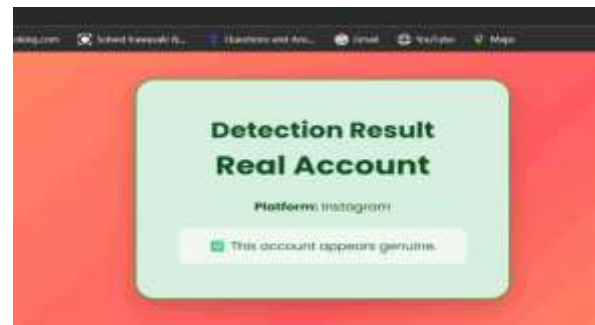 Gmail YouTube Maps
Detection Result
Real Account
Platform: Instagram
This account appears genuine.